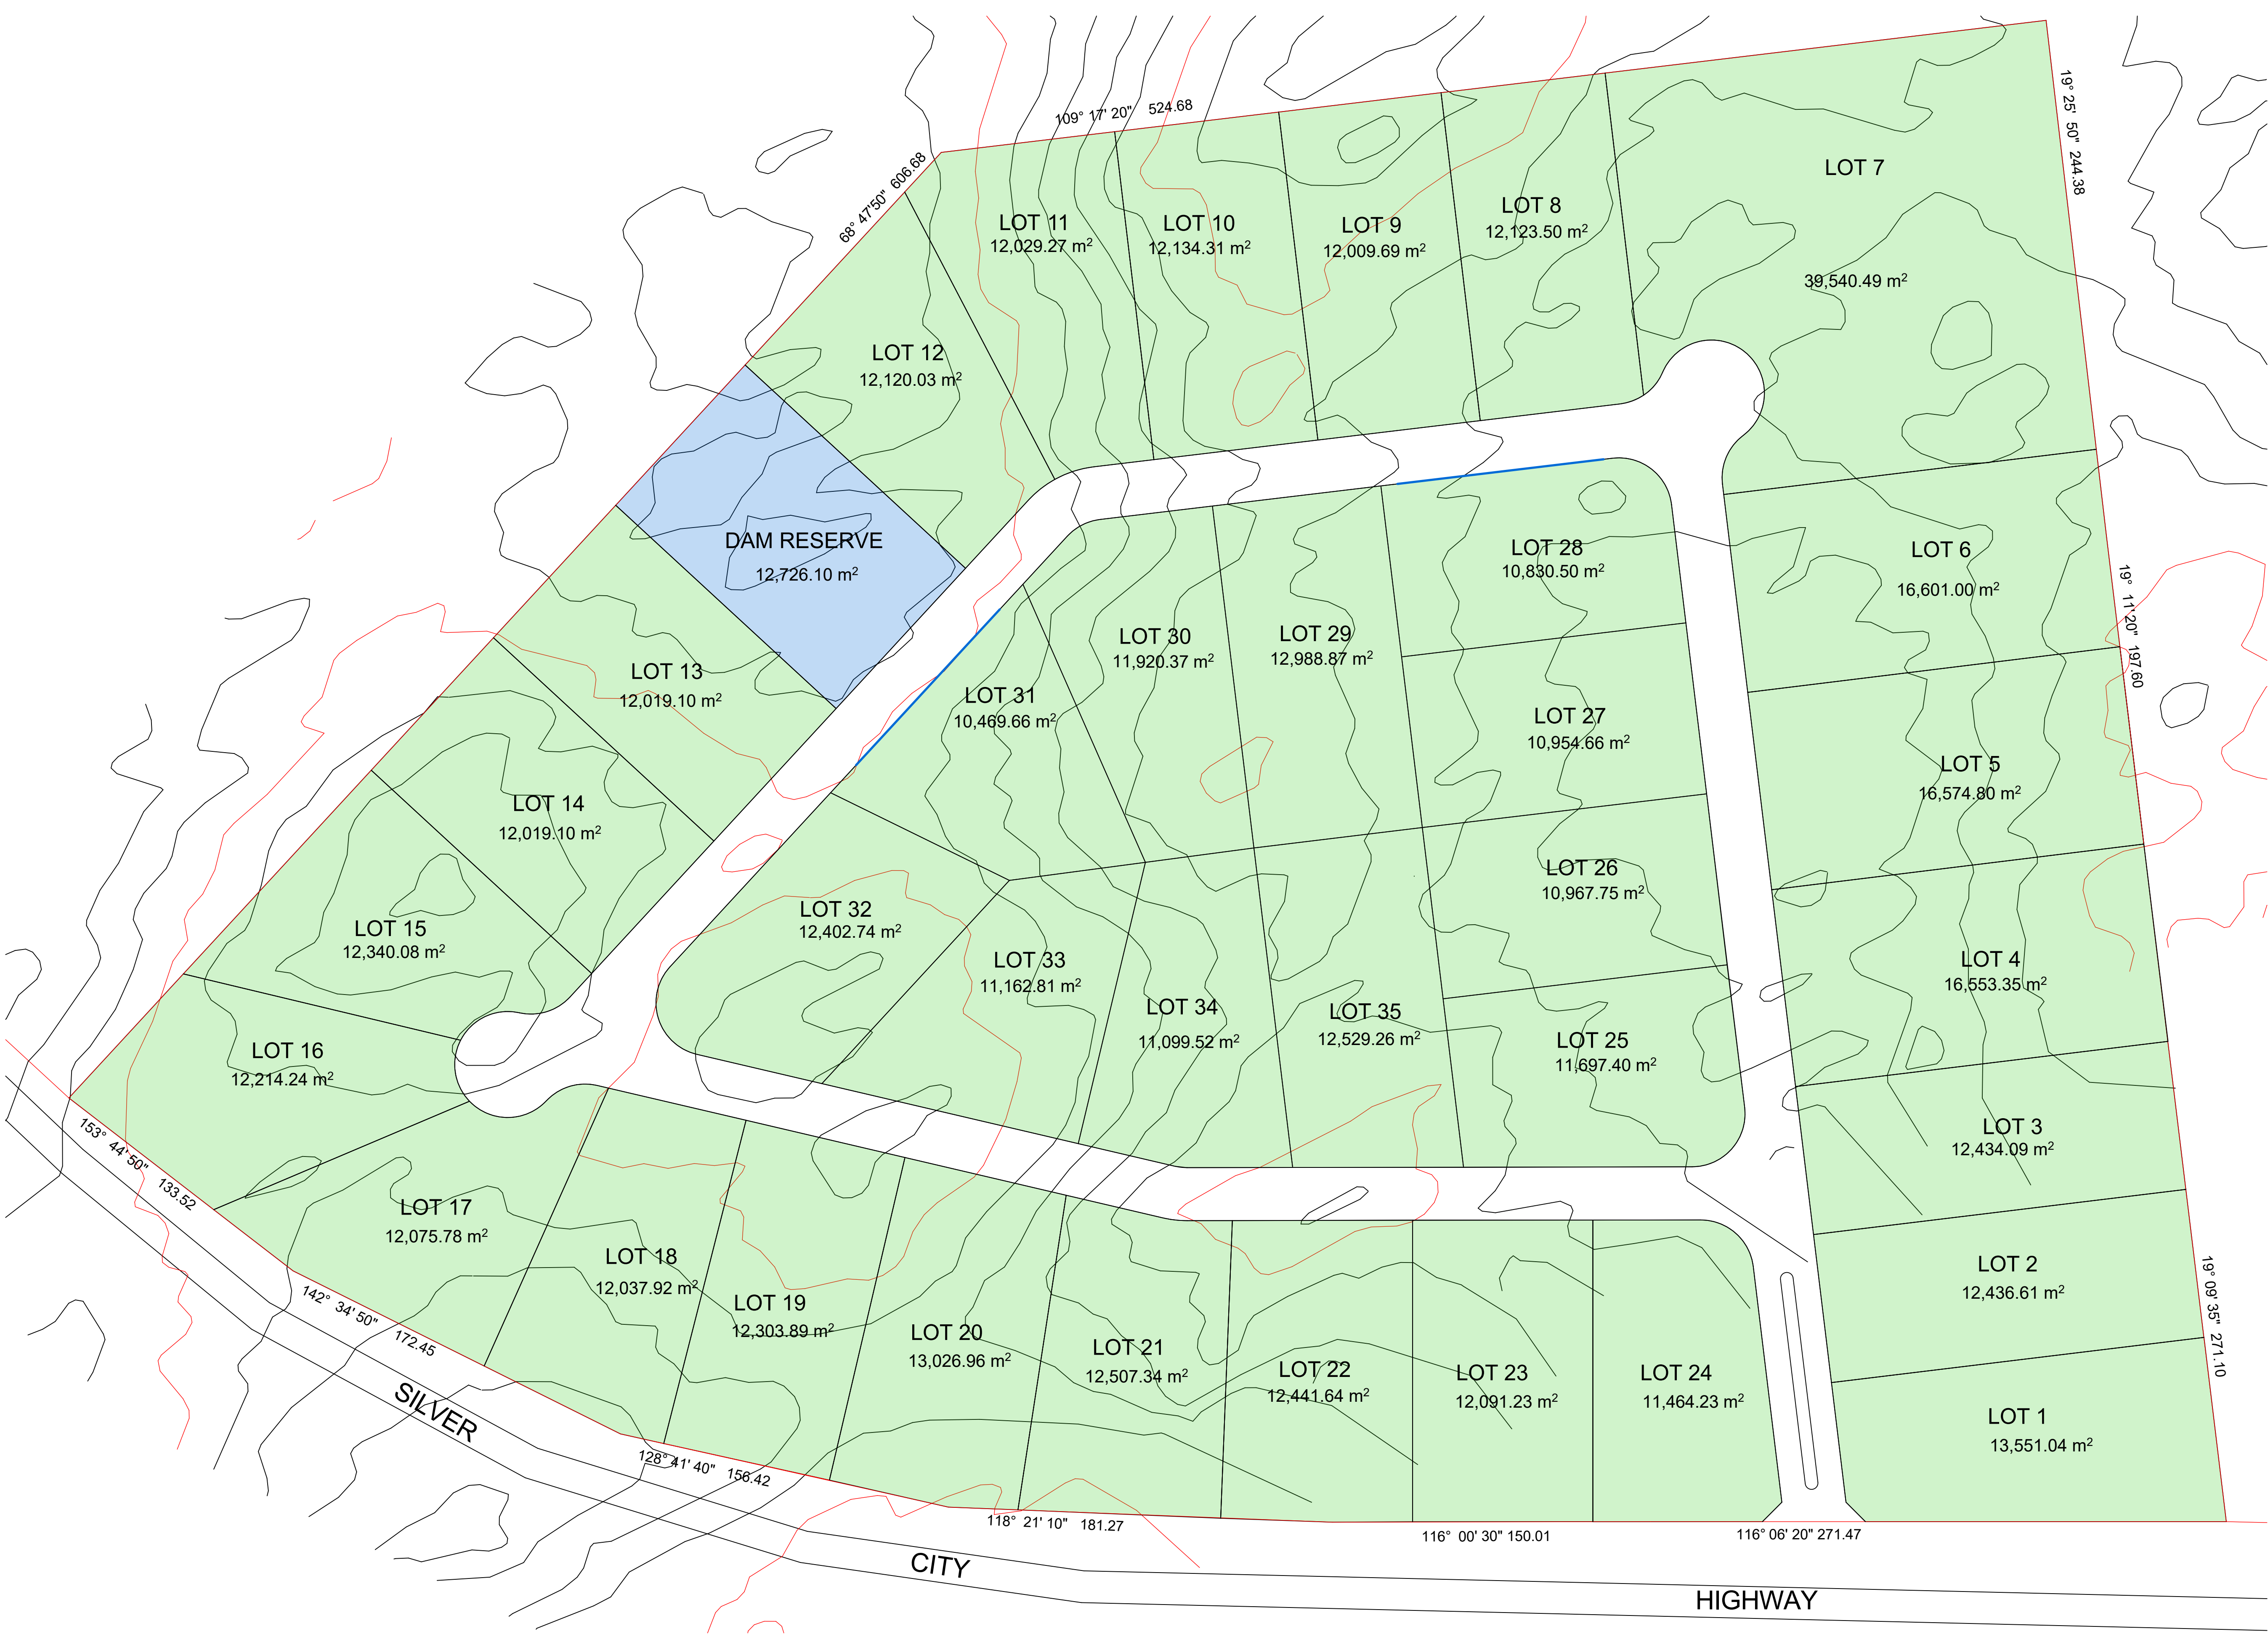 109° 17' 20" 524.68
19° 25' 50" 244.38
68° 47'50" 606.68
LOT 7
39,540.49 m²
LOT 8
12,123.50 m²
LOT 9
12,009.69 m²
LOT 10
12,134.31 m²
LOT 11
12,029.27 m²
LOT 12
12,120.03 m²
DAM RESERVE
12,726.10 m²
LOT 28
10,830.50 m²
LOT 6
16,601.00 m²
19° 11'20" 197.60
LOT 30
11,920.37 m²
LOT 29
12,988.87 m²
LOT 13
12,019.10 m²
LOT 31
10,469.66 m²
LOT 27
10,954.66 m²
LOT 5
16,574.80 m²
LOT 14
12,019.10 m²
LOT 26
10,967.75 m²
LOT 15
12,340.08 m²
LOT 32
12,402.74 m²
LOT 33
11,162.81 m²
LOT 4
16,553.35 m²
LOT 34
11,099.52 m²
LOT 35
12,529.26 m²
LOT 25
11,697.40 m²
LOT 16
12,214.24 m²
LOT 3
12,434.09 m²
153° 44' 50" 133.52
LOT 17
12,075.78 m²
LOT 18
12,037.92 m²
LOT 2
12,436.61 m²
19° 09' 35" 271.10
142° 34' 50" 172.45
LOT 19
12,303.89 m²
LOT 20
13,026.96 m²
LOT 21
12,507.34 m²
LOT 22
12,441.64 m²
LOT 23
12,091.23 m²
LOT 24
11,464.23 m²
LOT 1
13,551.04 m²
128° 41' 40" 156.42
118° 21' 10" 181.27
116° 00' 30" 150.01
116° 06' 20" 271.47
SILVER
CITY
HIGHWAY